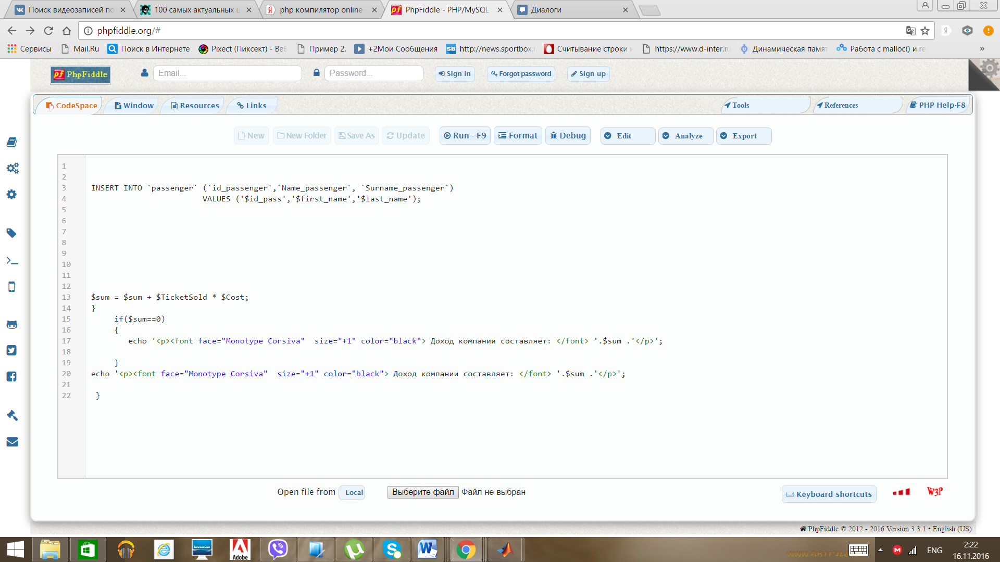 Поиск видеозаписей по
100 самых актуальных ц
php компилятор online
PhpFiddle - PHP/MySQL
Диалоги
phpfiddle.org/#
Сервисы
Mail.Ru
Поиск в Интернете
Pixect (Пиксект) - Веб
Пример 2.
+2Мои Сообщения
SB http://news.sportbox.r
Считывание строки
https://www.d-inter.ru
Динамическая памят
Работа с malloc() и re
»
pf PhpFiddle
Email...
Password...
Sign in
Forgot password
Sign up
CodeSpace
Window
Resources
Links
Tools
References
PHP Help-F8
New
New Folder
Save As
Update
Run - F9
Format
Debug
Edit
Analyze
Export
1
2
3 INSERT INTO `passenger` (`id_passenger`,`Name_passenger`, `Surname_passenger`)
4 VALUES ('$id_pass','$first_name','$last_name');
5
6
7
8
9
10
11
12
13 $sum = $sum + $TicketSold * $Cost;
14 }
15 if($sum==0)
16 {
17 echo '<p><font face="Monotype Corsiva"  size="+1" color="black"> Доход компании составляет: </font> '.$sum .'</p>';
18
19 }
20 echo '<p><font face="Monotype Corsiva"  size="+1" color="black"> Доход компании составляет: </font> '.$sum .'</p>';
21
22 }
Open file from
Local
Выберите файл
Файл не выбран
Keyboard shortcuts
W3P
PhpFiddle © 2012 - 2016 Version 3.3.1 • English (US)
lenovo
Adobe
ENG
2:22
16.11.2016